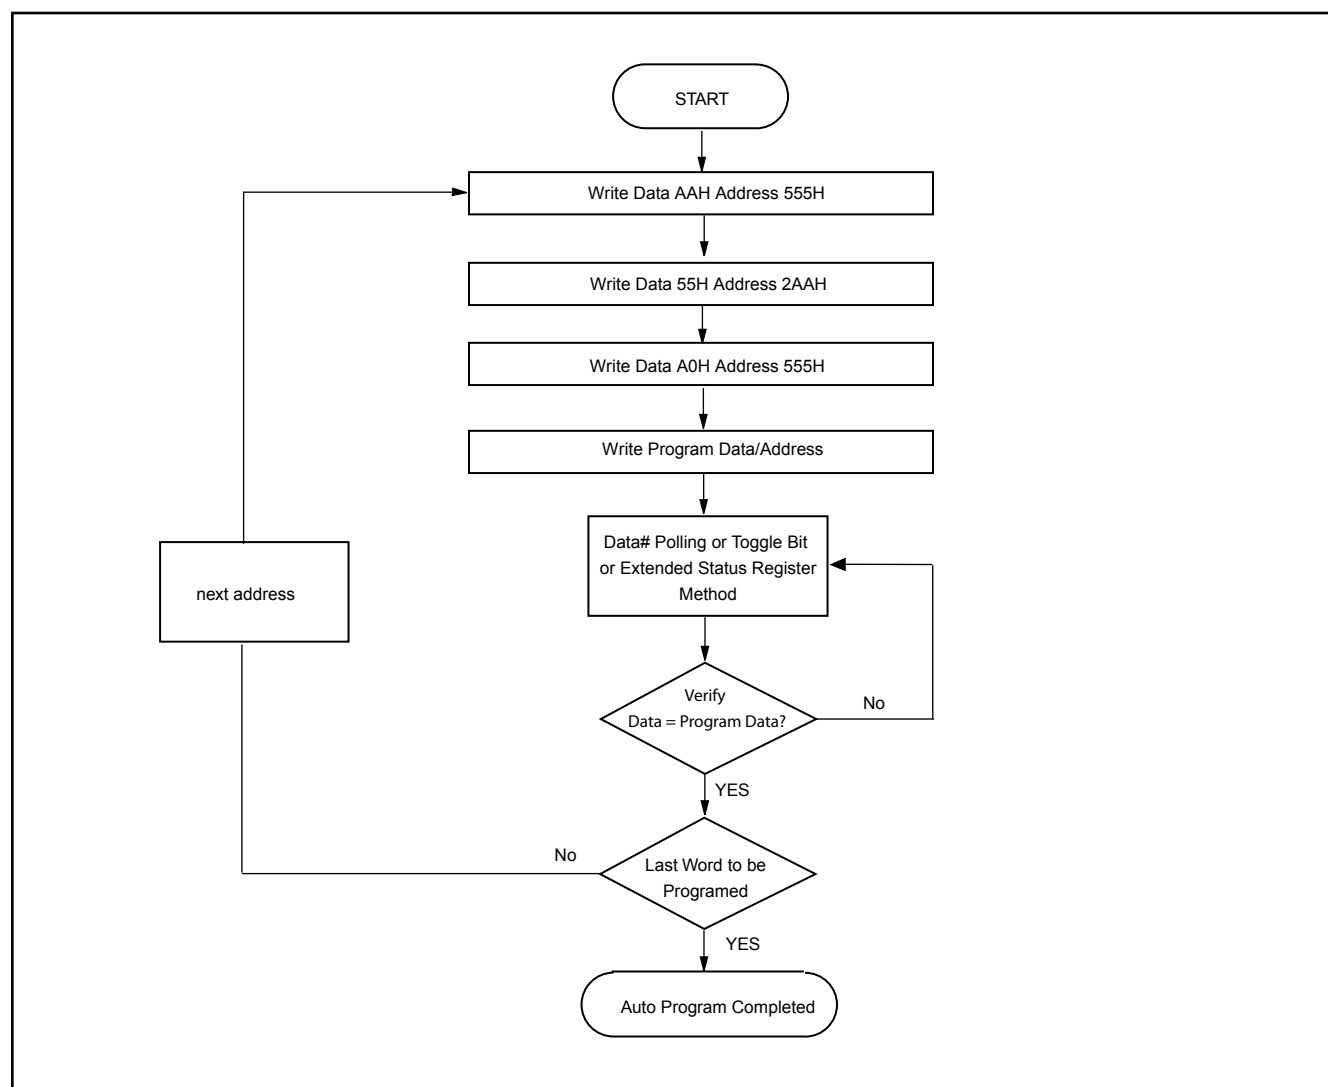 START
Write Data AAH Address 555H
Write Data 55H Address 2AAH
Write Data A0H Address 555H
Write Program Data/Address
Data# Polling or Toggle Bit
or Extended Status Register
Method
next address
Verify
Data = Program Data?
No
YES
No
Last Word to be
Programed
YES
Auto Program Completed